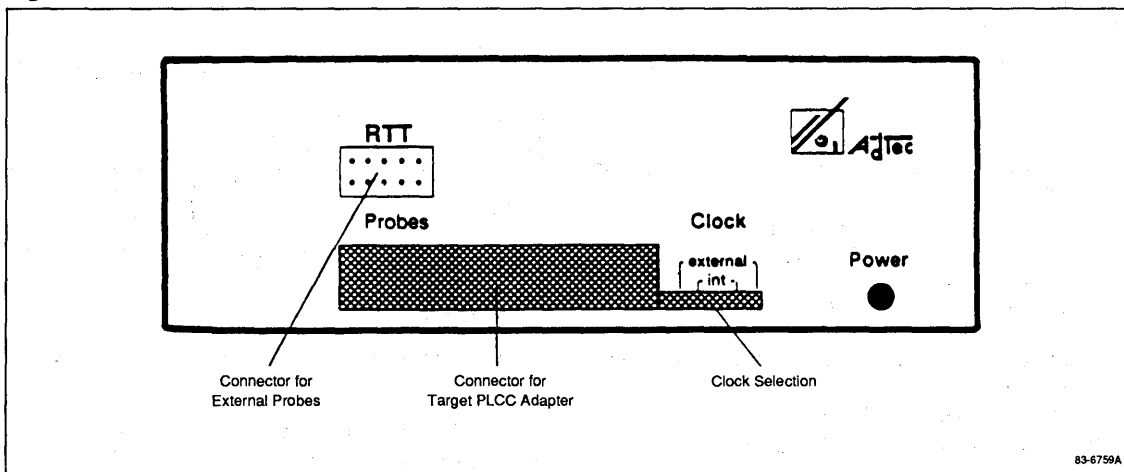 RTT
AdTec
Probes
Clock
external
int
Power
Connector for
External Probes
Connector for
Target PLCC Adapter
Clock Selection
83-6759A